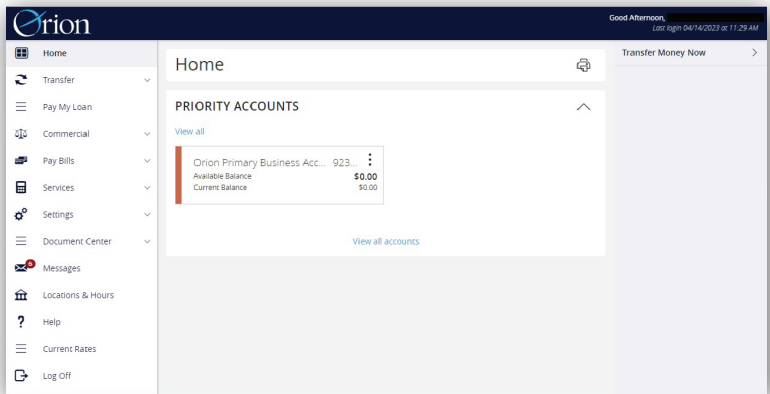 Orion
Good Afternoon,
Last login 04/14/2023 at 11:29 AM
Home
Transfer
Pay My Loan
Commercial
Pay Bills
Services
Settings
Document Center
6
Messages
Locations & Hours
?
Help
Current Rates
Log Off
Home
PRIORITY ACCOUNTS
View all
Orion Primary Business Acc... 923...
Available Balance $0.00
Current Balance $0.00
View all accounts
Transfer Money Now